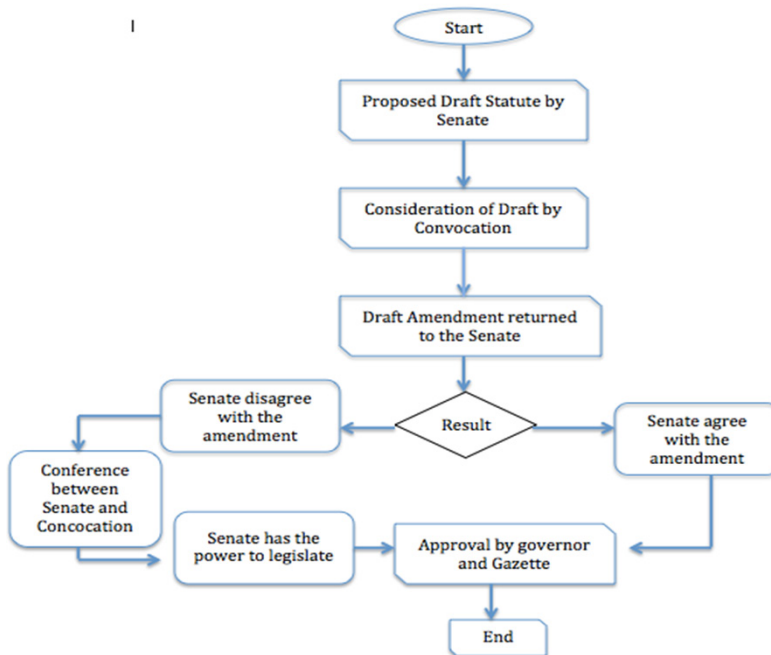 I
Start
Proposed Draft Statute by
Senate
Consideration of Draft by
Convocation
Draft Amendment returned
to the Senate
Senate disagree
with the
amendment
Result
Senate agree
with the
amendment
Conference
between
Senate and
Concocation
Senate has the
power to legislate
Approval by governor
and Gazette
End